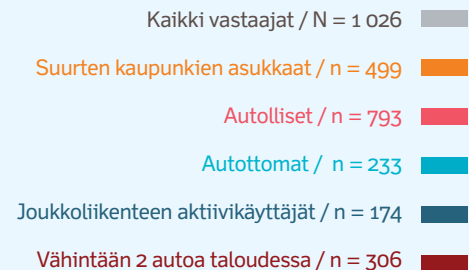 Kaikki vastaajat / N = 1 026
Suurten kaupunkien asukkaat / n = 499
Autolliset / n = 793
Autottomat / n = 233
Joukkoliikenteen aktiivikäyttäjät / n = 174
Vähintään 2 autoa taloudessa / n = 306